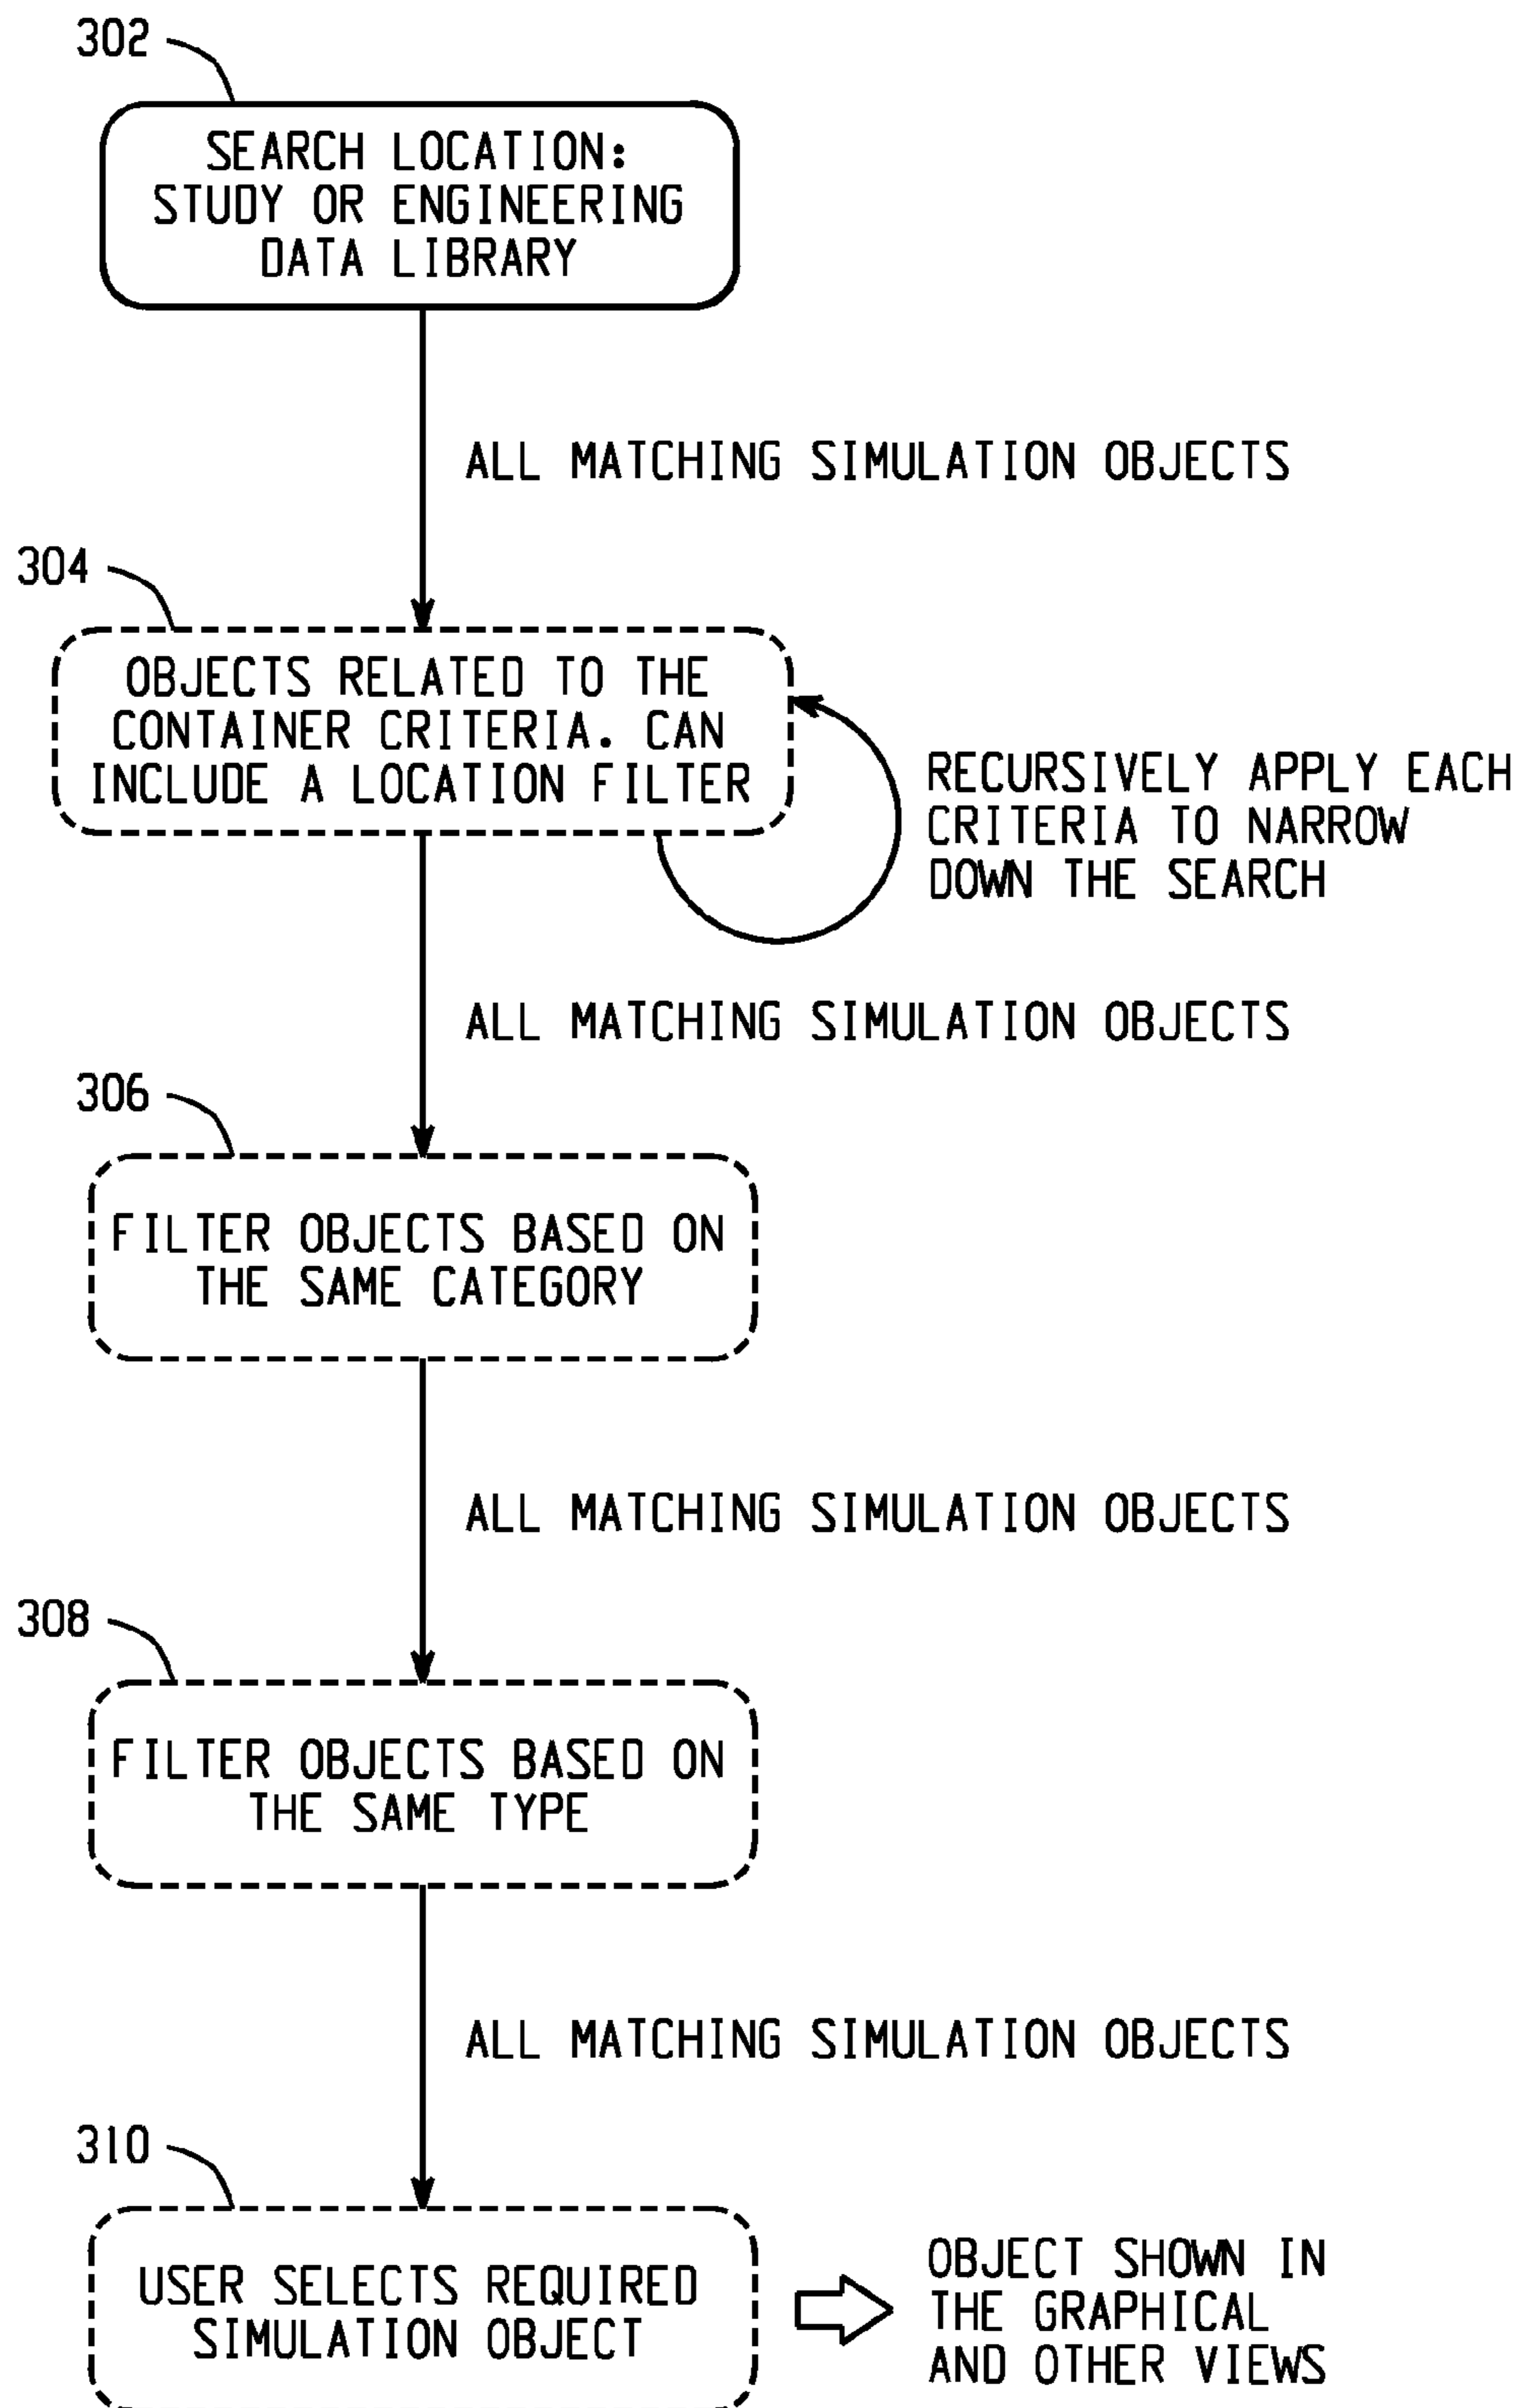 302
SEARCH LOCATION:
STUDY OR ENGINEERING
DATA LIBRARY
ALL MATCHING SIMULATION OBJECTS
304
OBJECTS RELATED TO THE
CONTAINER CRITERIA. CAN
INCLUDE A LOCATION FILTER
RECURSIVELY APPLY EACH
CRITERIA TO NARROW
DOWN THE SEARCH
ALL MATCHING SIMULATION OBJECTS
306
FILTER OBJECTS BASED ON
THE SAME CATEGORY
ALL MATCHING SIMULATION OBJECTS
308
FILTER OBJECTS BASED ON
THE SAME TYPE
ALL MATCHING SIMULATION OBJECTS
310
USER SELECTS REQUIRED
SIMULATION OBJECT
OBJECT SHOWN IN
THE GRAPHICAL
AND OTHER VIEWS